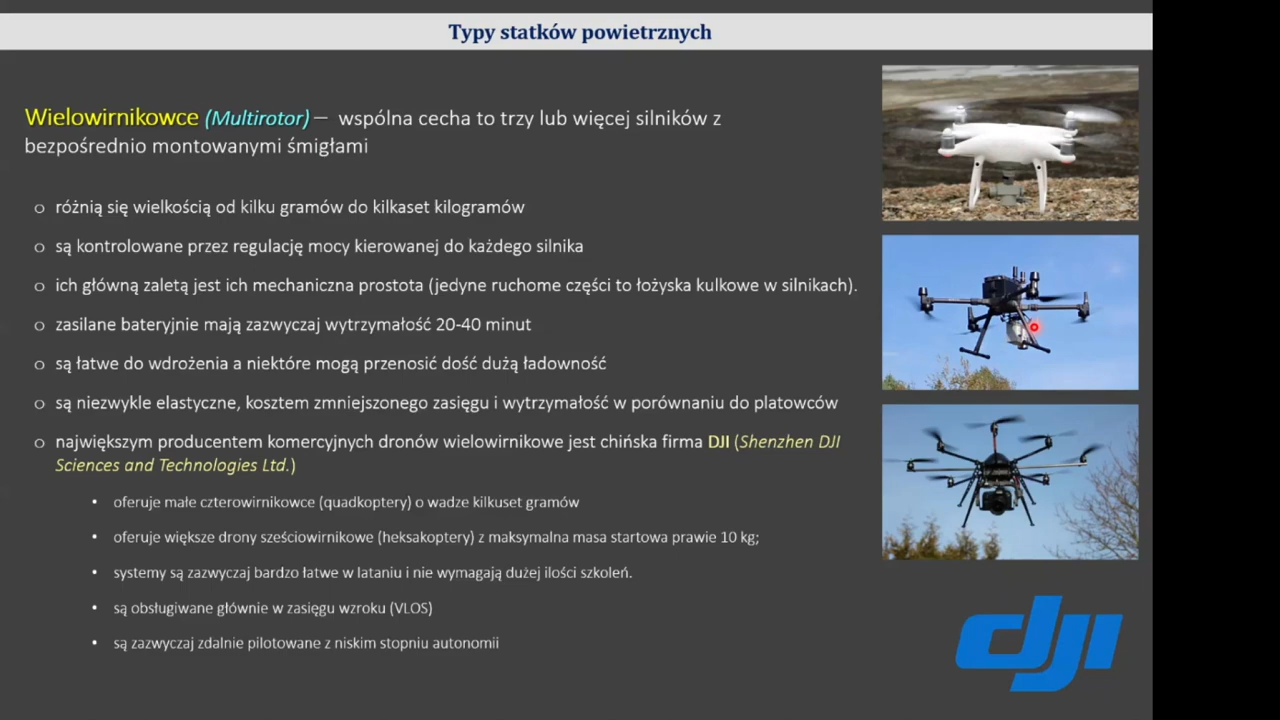 Typy statków powietrznych
Wielowirnikowce (Multirotor) – wspólna cecha to trzy lub więcej silników z
bezpośrednio montowanymi śmigłami
o różnią się wielkością od kilku gramów do kilkaset kilogramów
o są kontrolowane przez regulację mocy kierowanej do każdego silnika
o ich główną zaletą jest ich mechaniczna prostota (jedyne ruchome części to łożyska kulkowe w silnikach).
o zasilane bateryjnie mają zazwyczaj wytrzymałość 20-40 minut
o są łatwe do wdrożenia a niektóre mogą przenosić dość dużą ładowność
o są niezwykle elastyczne, kosztem zmniejszonego zasięgu i wytrzymałość w porównaniu do platowców
o największym producentem komercyjnych dronów wielowirnikowe jest chińska firma DJI (Shenzhen DJI
Sciences and Technologies Ltd.)
• oferuje małe czterowirnikowce (quadkoptery) o wadze kilkuset gramów
• oferuje większe drony sześciowirnikowe (heksakoptery) z maksymalna masa startowa prawie 10 kg;
• systemy są zazwyczaj bardzo łatwe w lataniu i nie wymagają dużej ilości szkoleń.
• są obsługiwane głównie w zasięgu wzroku (VLOS)
• są zazwyczaj zdalnie pilotowane z niskim stopniu autonomii
dji